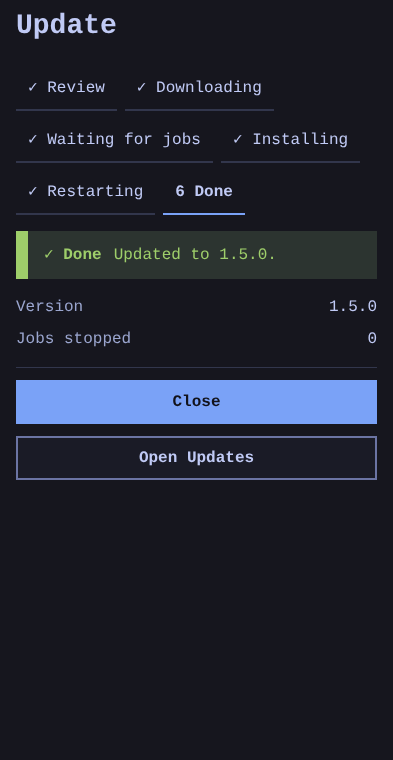 Update
✓ Review ✓ Downloading
✓ Waiting for jobs ✓ Installing
✓ Restarting 6 Done
✓ Done Updated to 1.5.0.
Version 1.5.0
Jobs stopped 0
Close
Open Updates